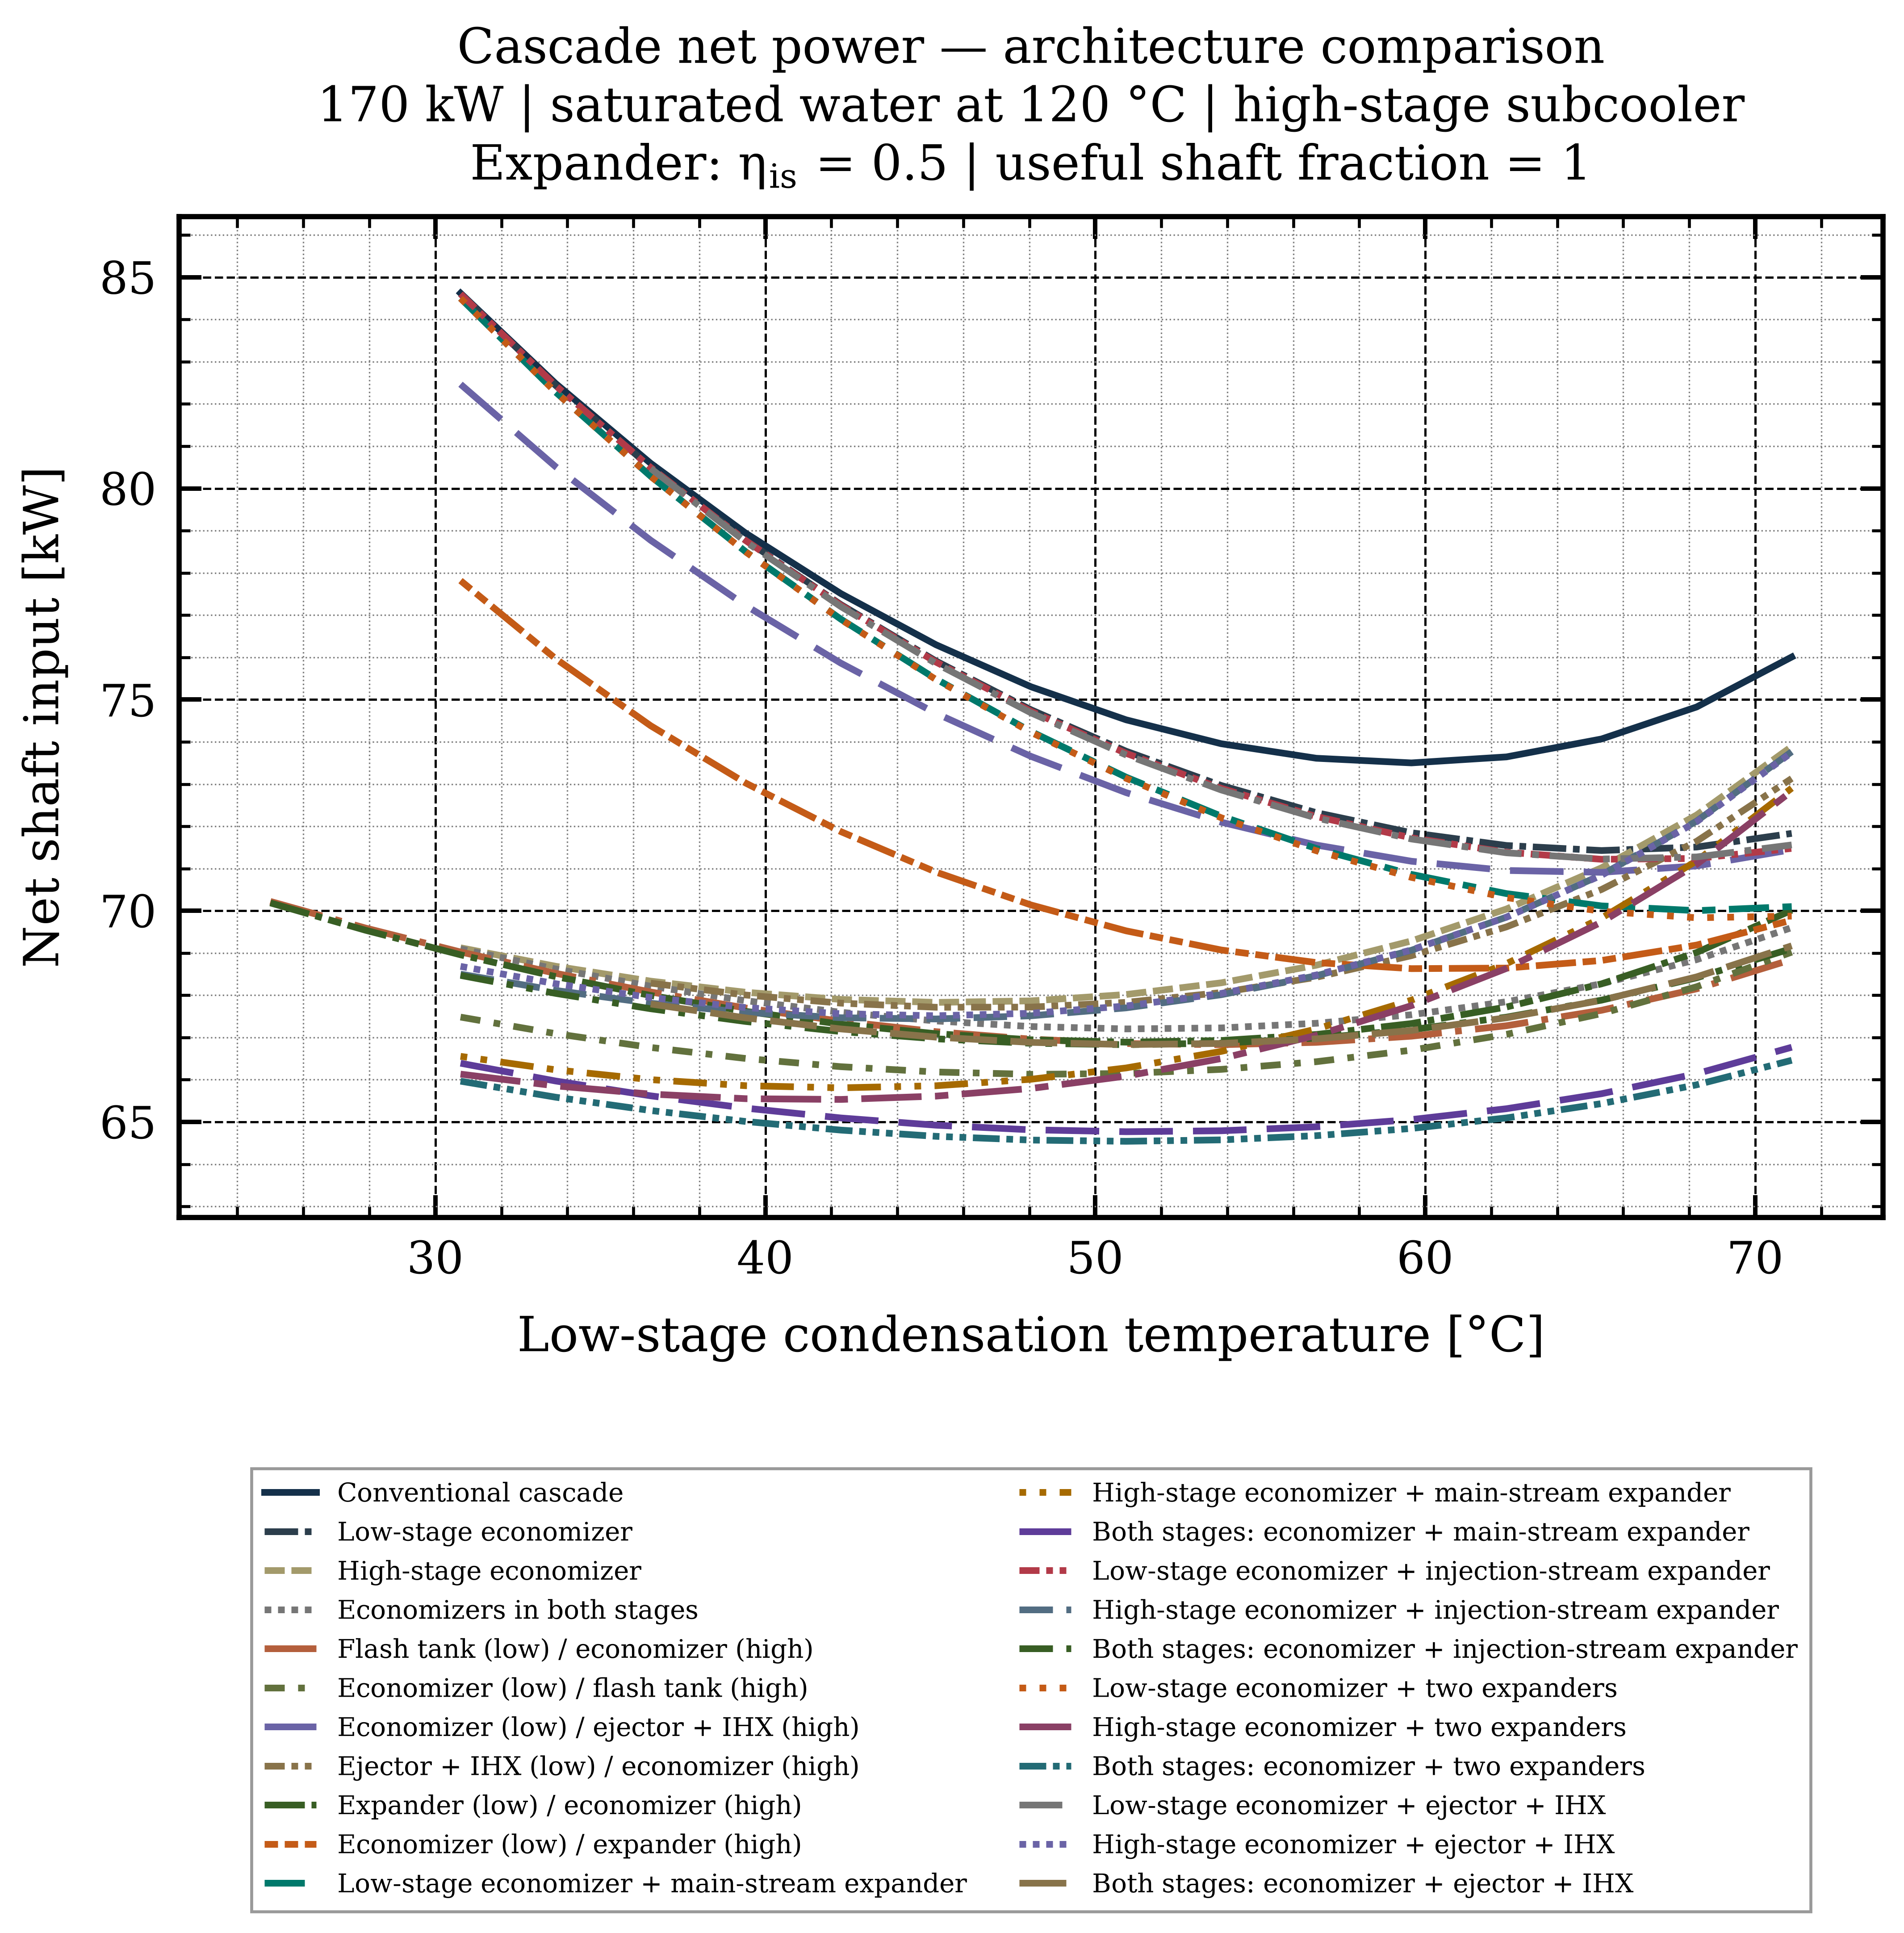 Cascade net power — architecture comparison
170 kW | saturated water at 120 °C | high-stage subcooler
Expander: ηis = 0.5 | useful shaft fraction = 1
Net shaft input [kW]
85
80
75
70
65
30 40 50 60 70
Low-stage condensation temperature [°C]
Conventional cascade
Low-stage economizer
High-stage economizer
Economizers in both stages
Flash tank (low) / economizer (high)
Economizer (low) / flash tank (high)
Economizer (low) / ejector + IHX (high)
Ejector + IHX (low) / economizer (high)
Expander (low) / economizer (high)
Economizer (low) / expander (high)
Low-stage economizer + main-stream expander
High-stage economizer + main-stream expander
Both stages: economizer + main-stream expander
Low-stage economizer + injection-stream expander
High-stage economizer + injection-stream expander
Both stages: economizer + injection-stream expander
Low-stage economizer + two expanders
High-stage economizer + two expanders
Both stages: economizer + two expanders
Low-stage economizer + ejector + IHX
High-stage economizer + ejector + IHX
Both stages: economizer + ejector + IHX